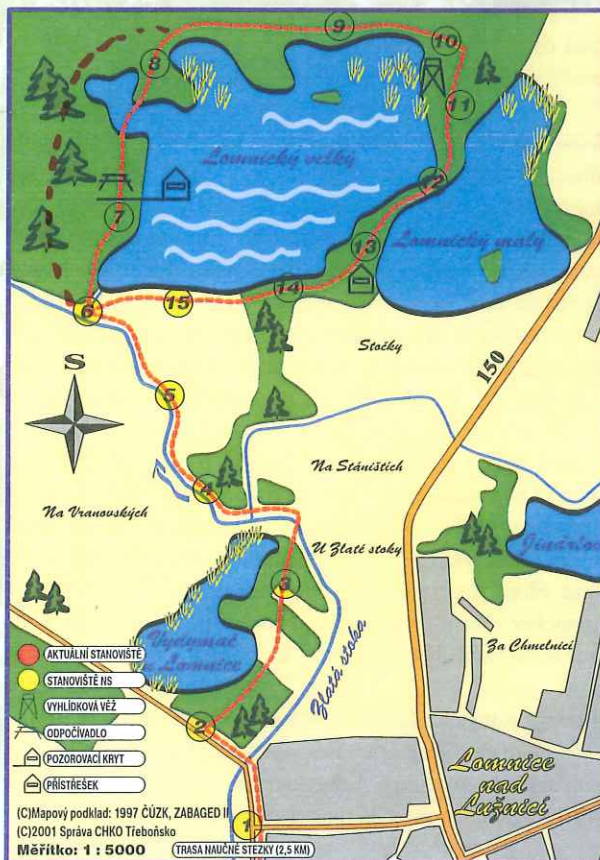 9
8
10
11
Lomnický velký
12
7
Lomnický malý
13
14
15
6
Stočky
150
S
5
Na Stáništích
4
Na Vranovských
U Zlaté stoky
3
Za Chmelnicí
Vydymač
u Lomnice
Zlatá stoka
AKTUÁLNÍ STANOVIŠTĚ
STANOVIŠTĚ NS
VYHLÍDKOVÁ VĚŽ
ODPOČÍVADLO
POZOROVACÍ KRYT
PŘÍSTŘEŠEK
2
Lomnice
nad
Lužnicí
1
(C)Mapový podklad: 1997 ČÚZK, ZABAGED II
(C)2001 Správa CHKO Třeboňsko
Měřítko: 1 : 5000
TRASA NAUČNÉ STEZKY (2,5 KM)